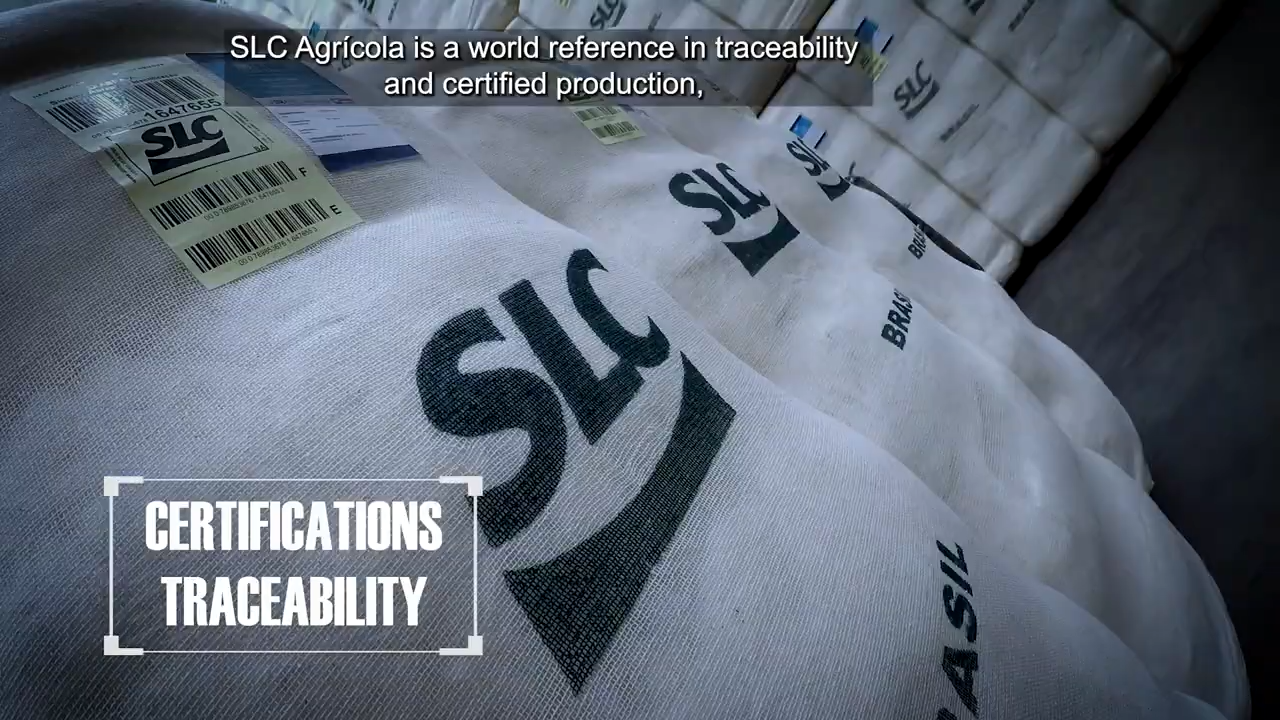 SLC Agrícola is a world reference in traceability
and certified production,
1647655
SLC
F
E
SLC
SLC
SLC
SLC
SLC
BRASIL
CERTIFICATIONS
TRACEABILITY